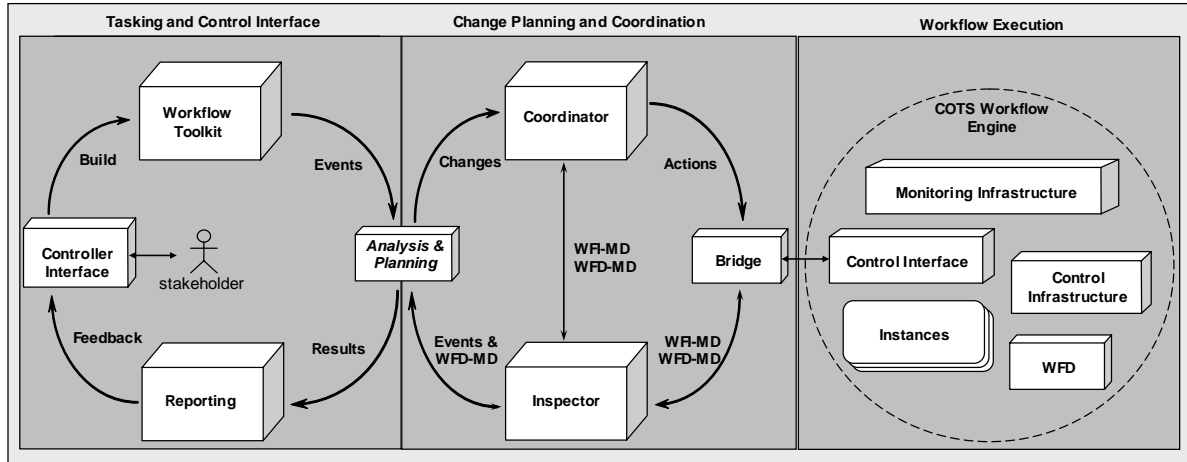 Tasking and Control Interface
Change Planning and Coordination
Workflow Execution
Workflow
Toolkit
Build
Events
Controller
Interface
stakeholder
Analysis &
Planning
Feedback
Results
Reporting
Coordinator
Changes
Actions
WFI-MD
WFD-MD
Bridge
Events &
WFD-MD
WFI-MD
WFD-MD
Inspector
COTS Workflow
Engine
Monitoring Infrastructure
Control Interface
Control
Infrastructure
Instances
WFD